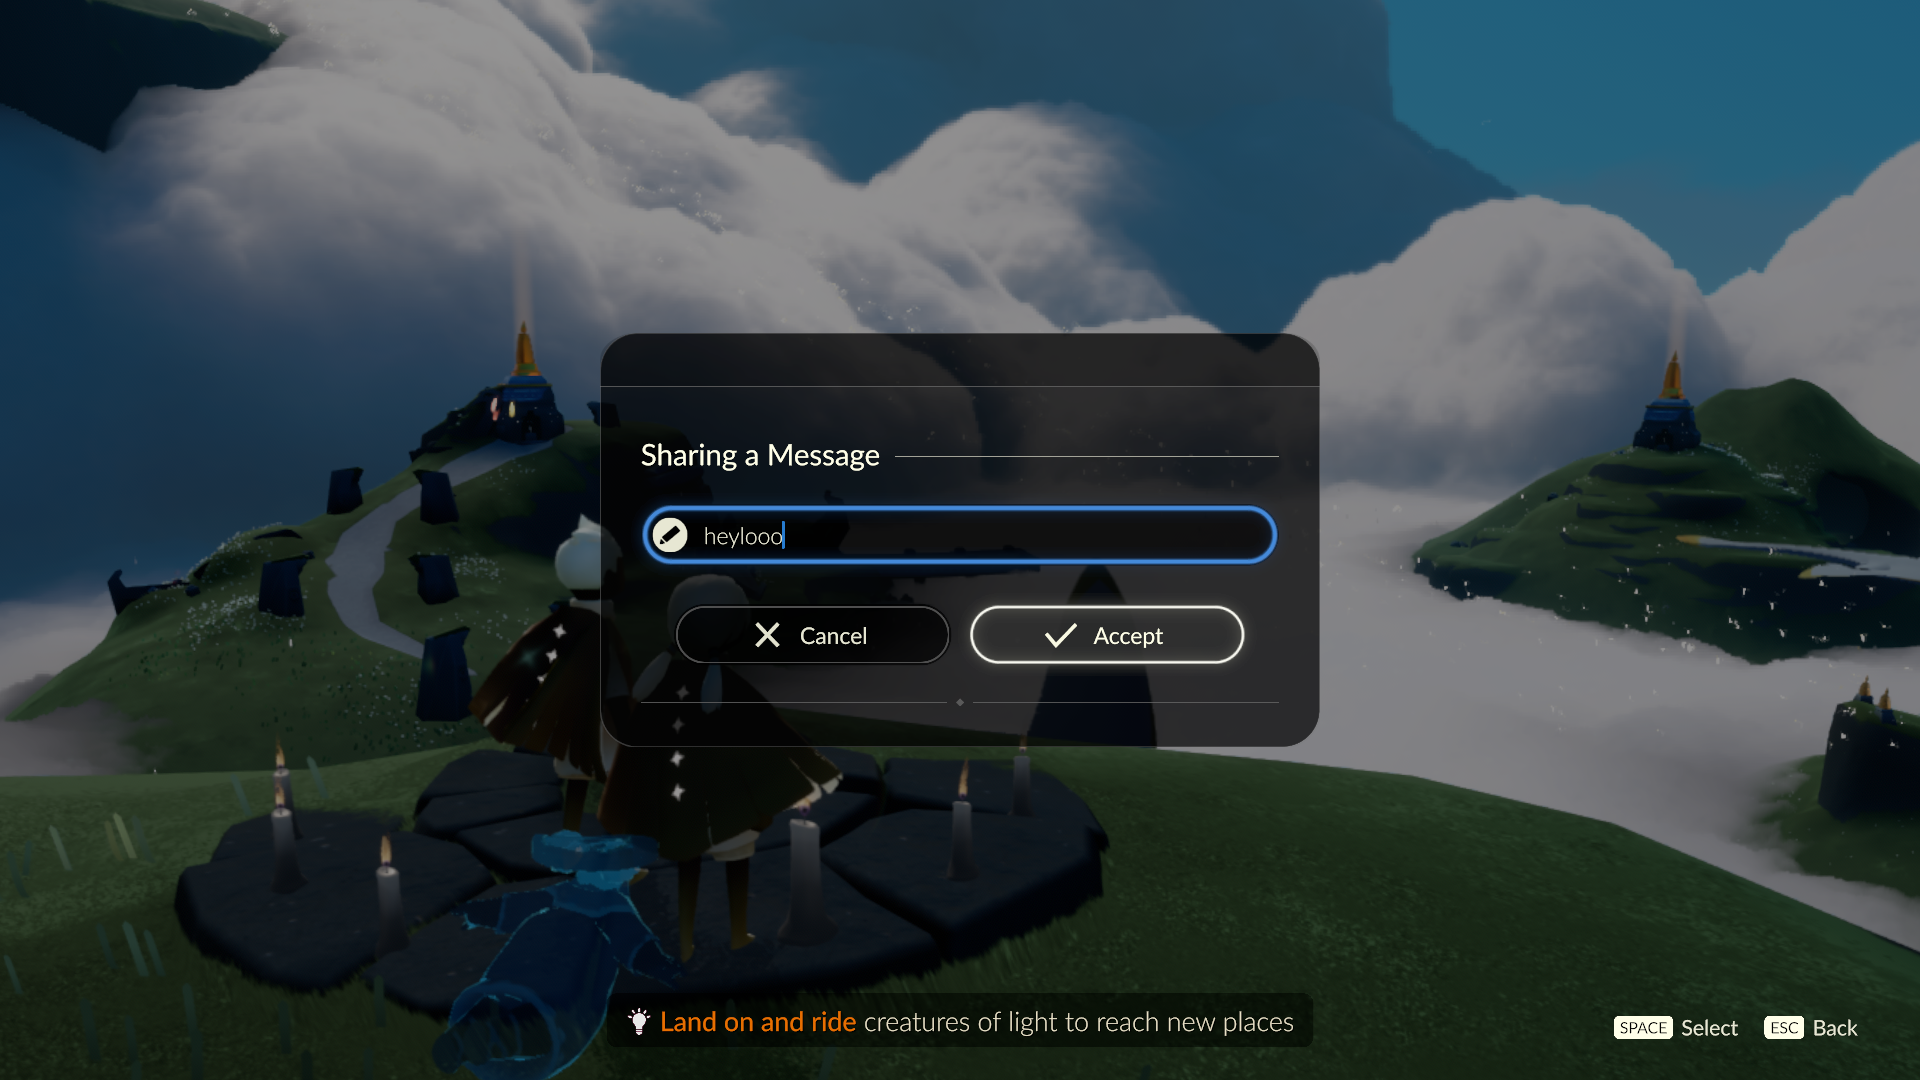 Sharing a Message
heylooo
Cancel
Accept
Land on and ride creatures of light to reach new places
SPACE Select
ESC Back